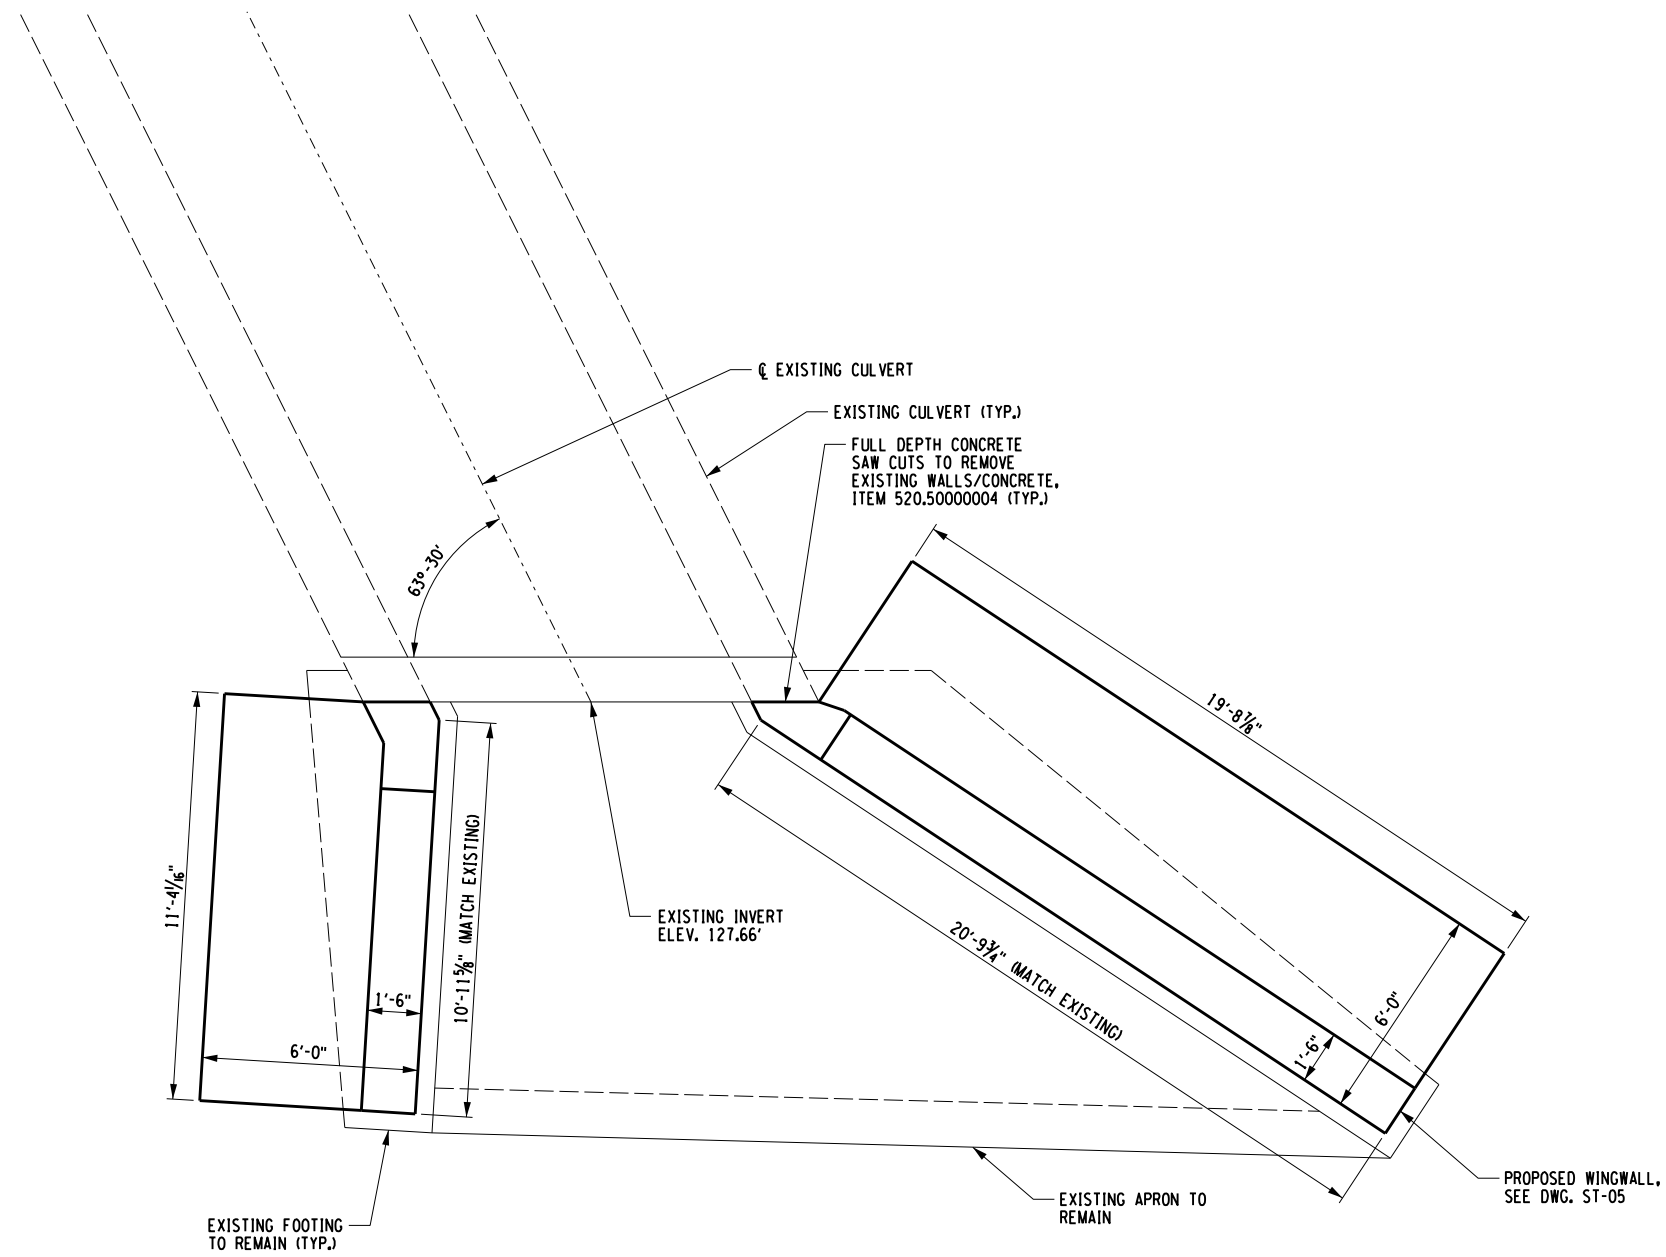 ℄ EXISTING CULVERT
EXISTING CULVERT (TYP.)
FULL DEPTH CONCRETE
SAW CUTS TO REMOVE
EXISTING WALLS/CONCRETE,
ITEM 520.50000004 (TYP.)
63°-30'
19'-8⅞"
11'-4 1/16"
10'-11⅝" (MATCH EXISTING)
EXISTING INVERT
ELEV. 127.66'
20'-9¾" (MATCH EXISTING)
1'-6"
6'-0"
6'-0"
1'-6"
PROPOSED WINGWALL,
SEE DWG. ST-05
EXISTING APRON TO
REMAIN
EXISTING FOOTING
TO REMAIN (TYP.)